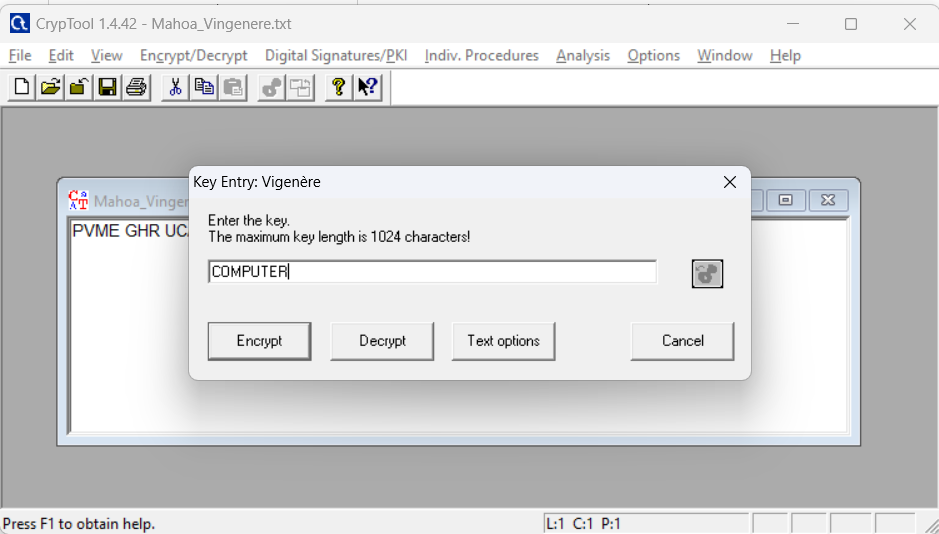 CrypTool 1.4.42 - Mahoa_Vingenere.txt
File Edit View Encrypt/Decrypt Digital Signatures/PKI Indiv. Procedures Analysis Options Window Help
Key Entry: Vigenère
Mahoa_Vingener
Enter the key.
PVME GHR UC
The maximum key length is 1024 characters!
COMPUTER
Encrypt Decrypt Text options Cancel
Press F1 to obtain help. L:1 C:1 P:1